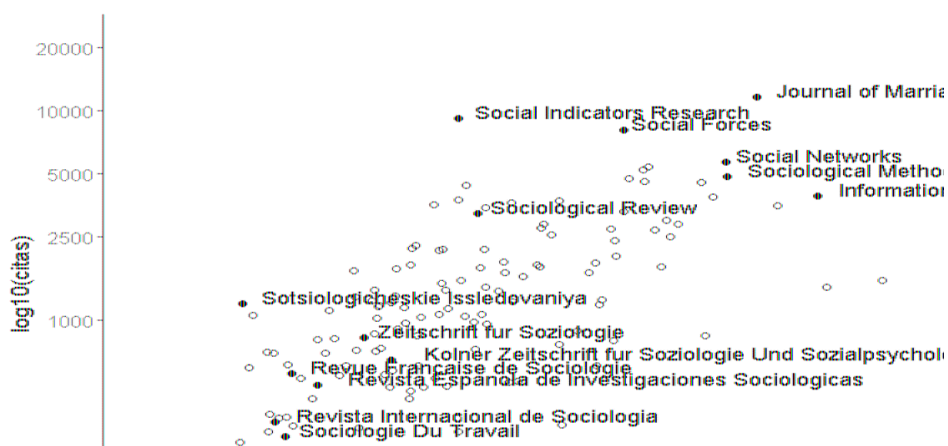 20000
Journal of Marria
10000
Social Indicators Research
Social Forces
Social Networks
5000
Sociological Metho
Information
Sociological Review
2500
log10(citas)
Sotsiologicheskie Issledovaniya
1000
Zeitschrift fur Soziologie
Kolner Zeitschrift fur Soziologie Und Sozialpsychol
Revue Francaise de Sociologie
Revista Espanola de Investigaciones Sociologicas
Revista Internacional de Sociologia
Sociologie Du Travail